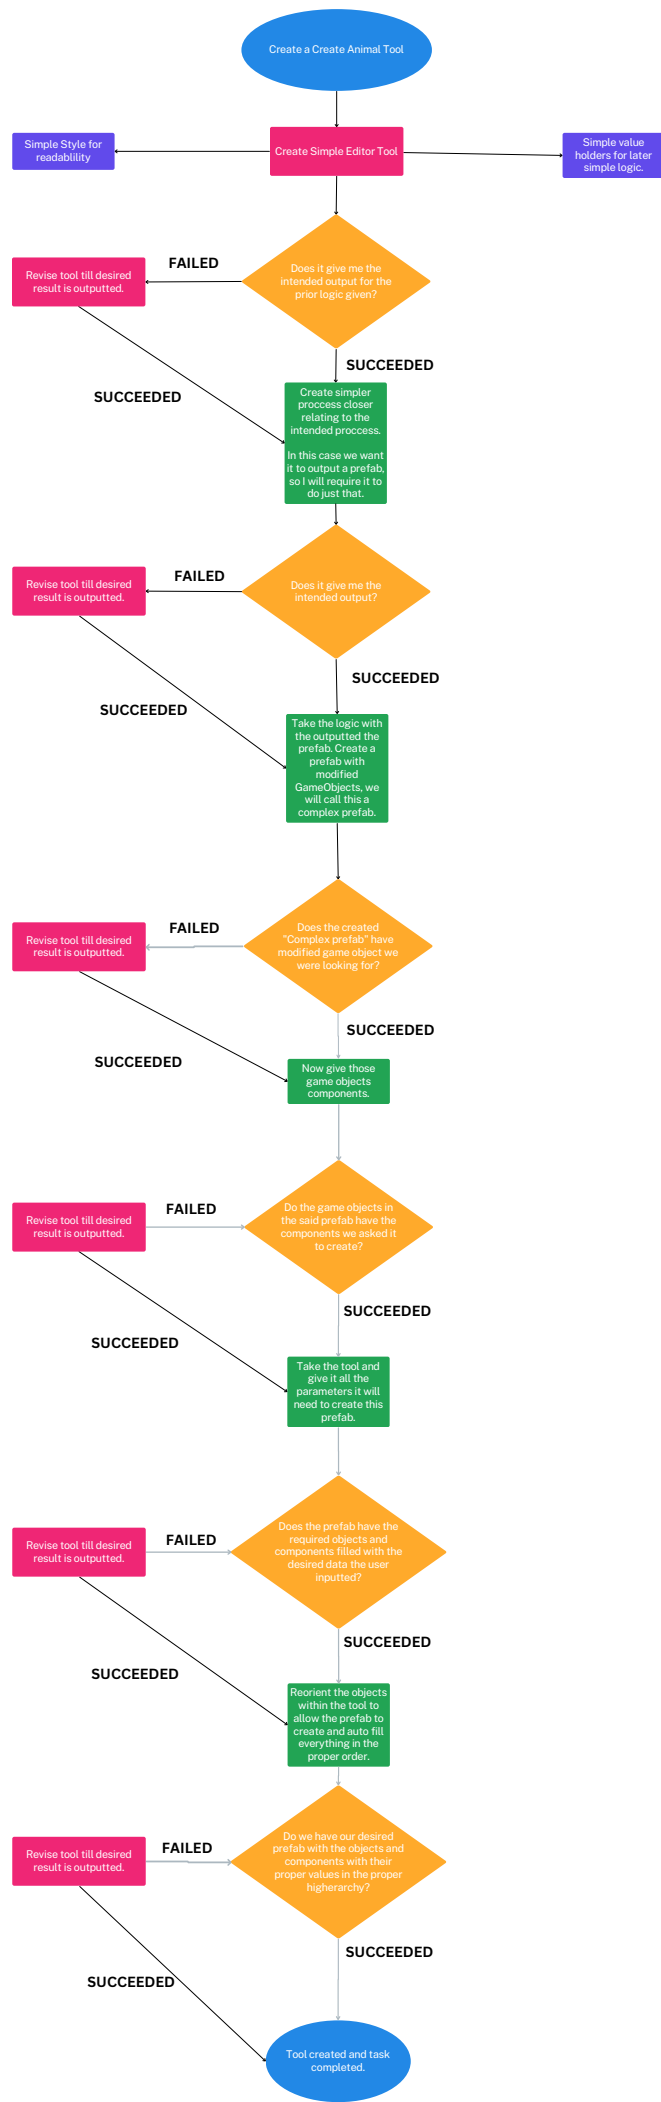 Create a Create Animal Tool
Simple Style for
readablility
Create Simple Editor Tool
Simple value
holders for later
simple logic.
Does it give me the
intended output for the
prior logic given?
FAILED
Revise tool till desired
result is outputted.
SUCCEEDED
SUCCEEDED
Create simpler
proccess closer
relating to the
intended proccess.
In this case we want
it to output a prefab,
so I will require it to
do just that.
Does it give me the
intended output?
FAILED
Revise tool till desired
result is outputted.
SUCCEEDED
SUCCEEDED
Take the logic with
the outputted the
prefab. Create a
prefab with
modified
GameObjects, we
will call this a
complex prefab.
Does the created
"Complex prefab" have
modified game object we
were looking for?
FAILED
Revise tool till desired
result is outputted.
SUCCEEDED
SUCCEEDED
Now give those
game objects
components.
Do the game objects in
the said prefab have the
components we asked it
to create?
FAILED
Revise tool till desired
result is outputted.
SUCCEEDED
SUCCEEDED
Take the tool and
give it all the
parameters it will
need to create this
prefab.
Does the prefab have the
required objects and
components filled with the
desired data the user
inputted?
FAILED
Revise tool till desired
result is outputted.
SUCCEEDED
SUCCEEDED
Reorient the objects
within the tool to
allow the prefab to
create and auto fill
everything in the
proper order.
Do we have our desired
prefab with the objects and
components with their
proper values in the proper
higherarchy?
FAILED
Revise tool till desired
result is outputted.
SUCCEEDED
SUCCEEDED
Tool created and task
completed.